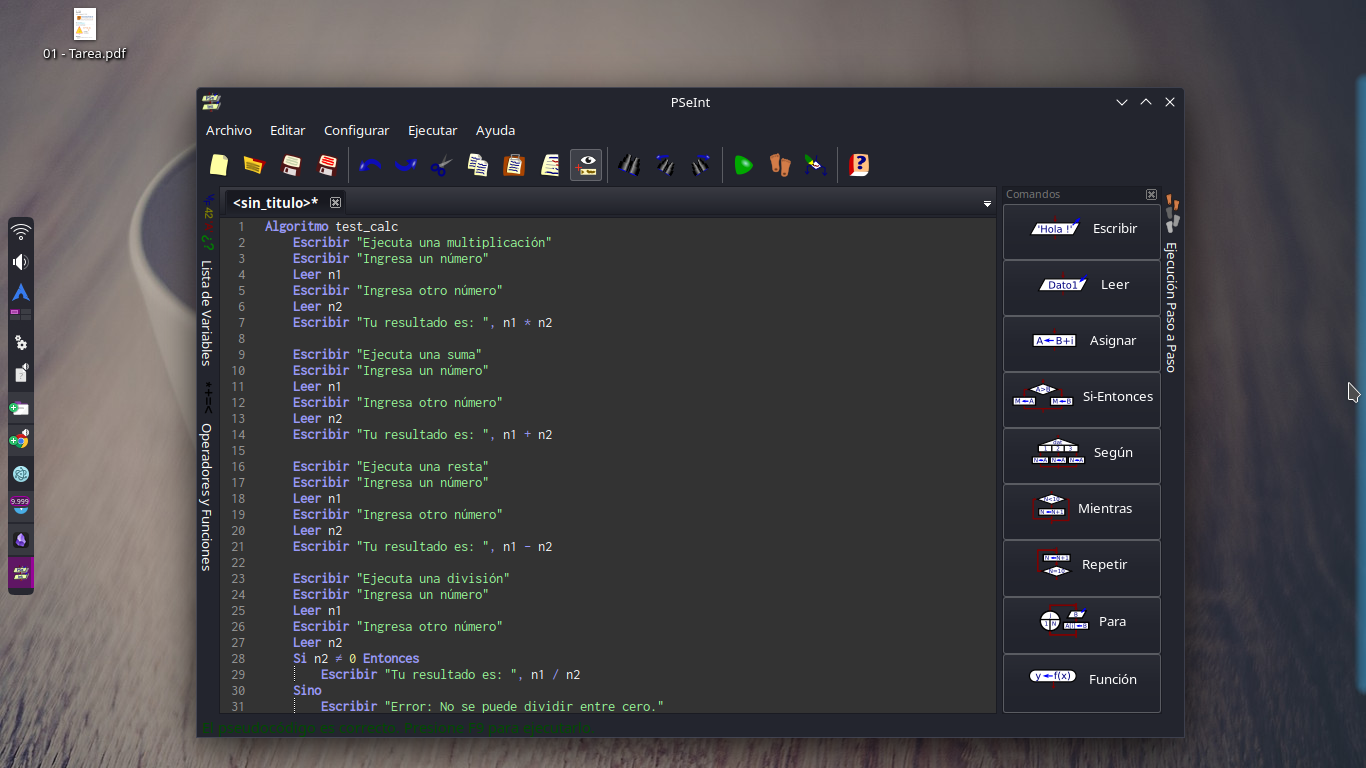 01 - Tarea.pdf
PSeInt
Archivo Editar Configurar Ejecutar Ayuda
<sin_titulo>*
Lista de Variables
*+=<
Operadores y Funciones
1 Algoritmo test_calc
2 Escribir "Ejecuta una multiplicación"
3 Escribir "Ingresa un número"
4 Leer n1
5 Escribir "Ingresa otro número"
6 Leer n2
7 Escribir "Tu resultado es: ", n1 * n2
8
9 Escribir "Ejecuta una suma"
10 Escribir "Ingresa un número"
11 Leer n1
12 Escribir "Ingresa otro número"
13 Leer n2
14 Escribir "Tu resultado es: ", n1 + n2
15
16 Escribir "Ejecuta una resta"
17 Escribir "Ingresa un número"
18 Leer n1
19 Escribir "Ingresa otro número"
20 Leer n2
21 Escribir "Tu resultado es: ", n1 - n2
22
23 Escribir "Ejecuta una división"
24 Escribir "Ingresa un número"
25 Leer n1
26 Escribir "Ingresa otro número"
27 Leer n2
28 Si n2 ≠ 0 Entonces
29 Escribir "Tu resultado es: ", n1 / n2
30 Sino
31 Escribir "Error: No se puede dividir entre cero."
El pseudocódigo es correcto. Presione F9 para ejecutarlo.
Comandos
'Hola !' Escribir
Dato1 Leer
A←B+i Asignar
A>B M←A M←B Si-Entonces
1 2 3 Según
Mientras
Repetir
Para
y←f(x) Función
Ejecución Paso a Paso
9.999